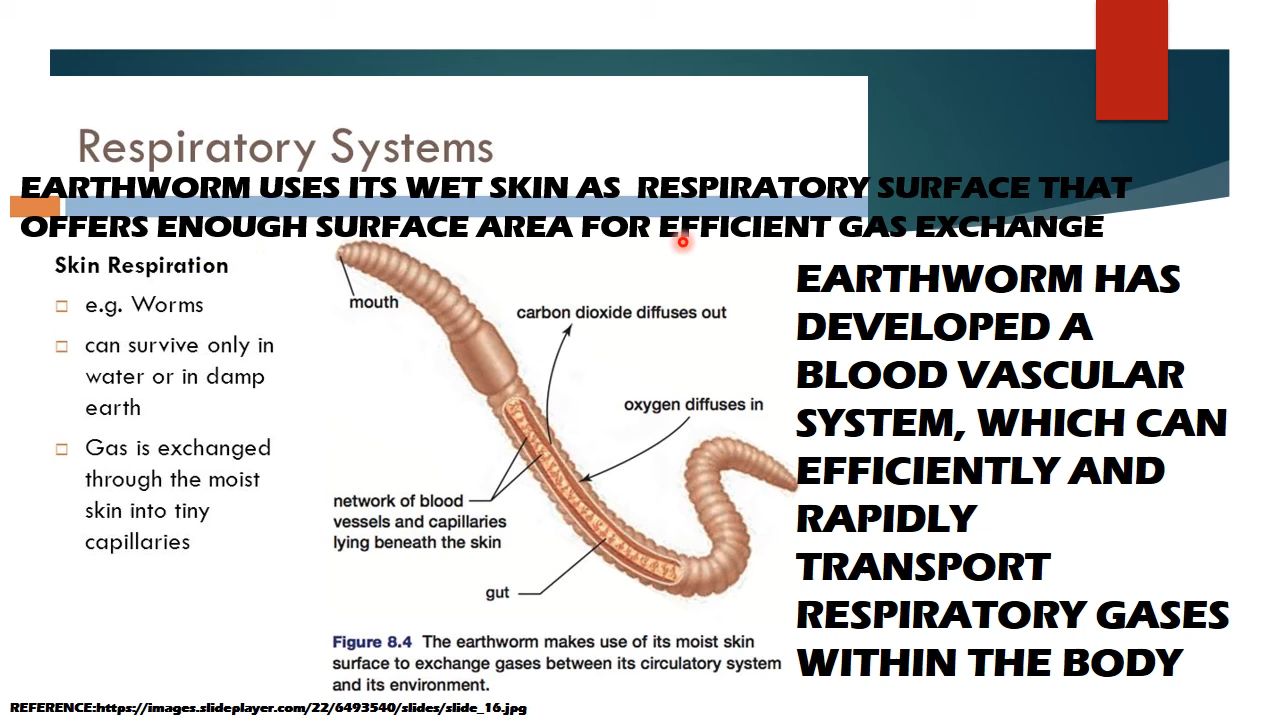 Respiratory Systems
EARTHWORM USES ITS WET SKIN AS RESPIRATORY SURFACE THAT
OFFERS ENOUGH SURFACE AREA FOR EFFICIENT GAS EXCHANGE
Skin Respiration
e.g. Worms
can survive only in
water or in damp
earth
Gas is exchanged
through the moist
skin into tiny
capillaries
mouth
carbon dioxide diffuses out
oxygen diffuses in
network of blood
vessels and capillaries
lying beneath the skin
gut
Figure 8.4 The earthworm makes use of its moist skin
surface to exchange gases between its circulatory system
and its environment.
EARTHWORM HAS
DEVELOPED A
BLOOD VASCULAR
SYSTEM, WHICH CAN
EFFICIENTLY AND
RAPIDLY
TRANSPORT
RESPIRATORY GASES
WITHIN THE BODY
REFERENCE:https://images.slideplayer.com/22/6493540/slides/slide_16.jpg